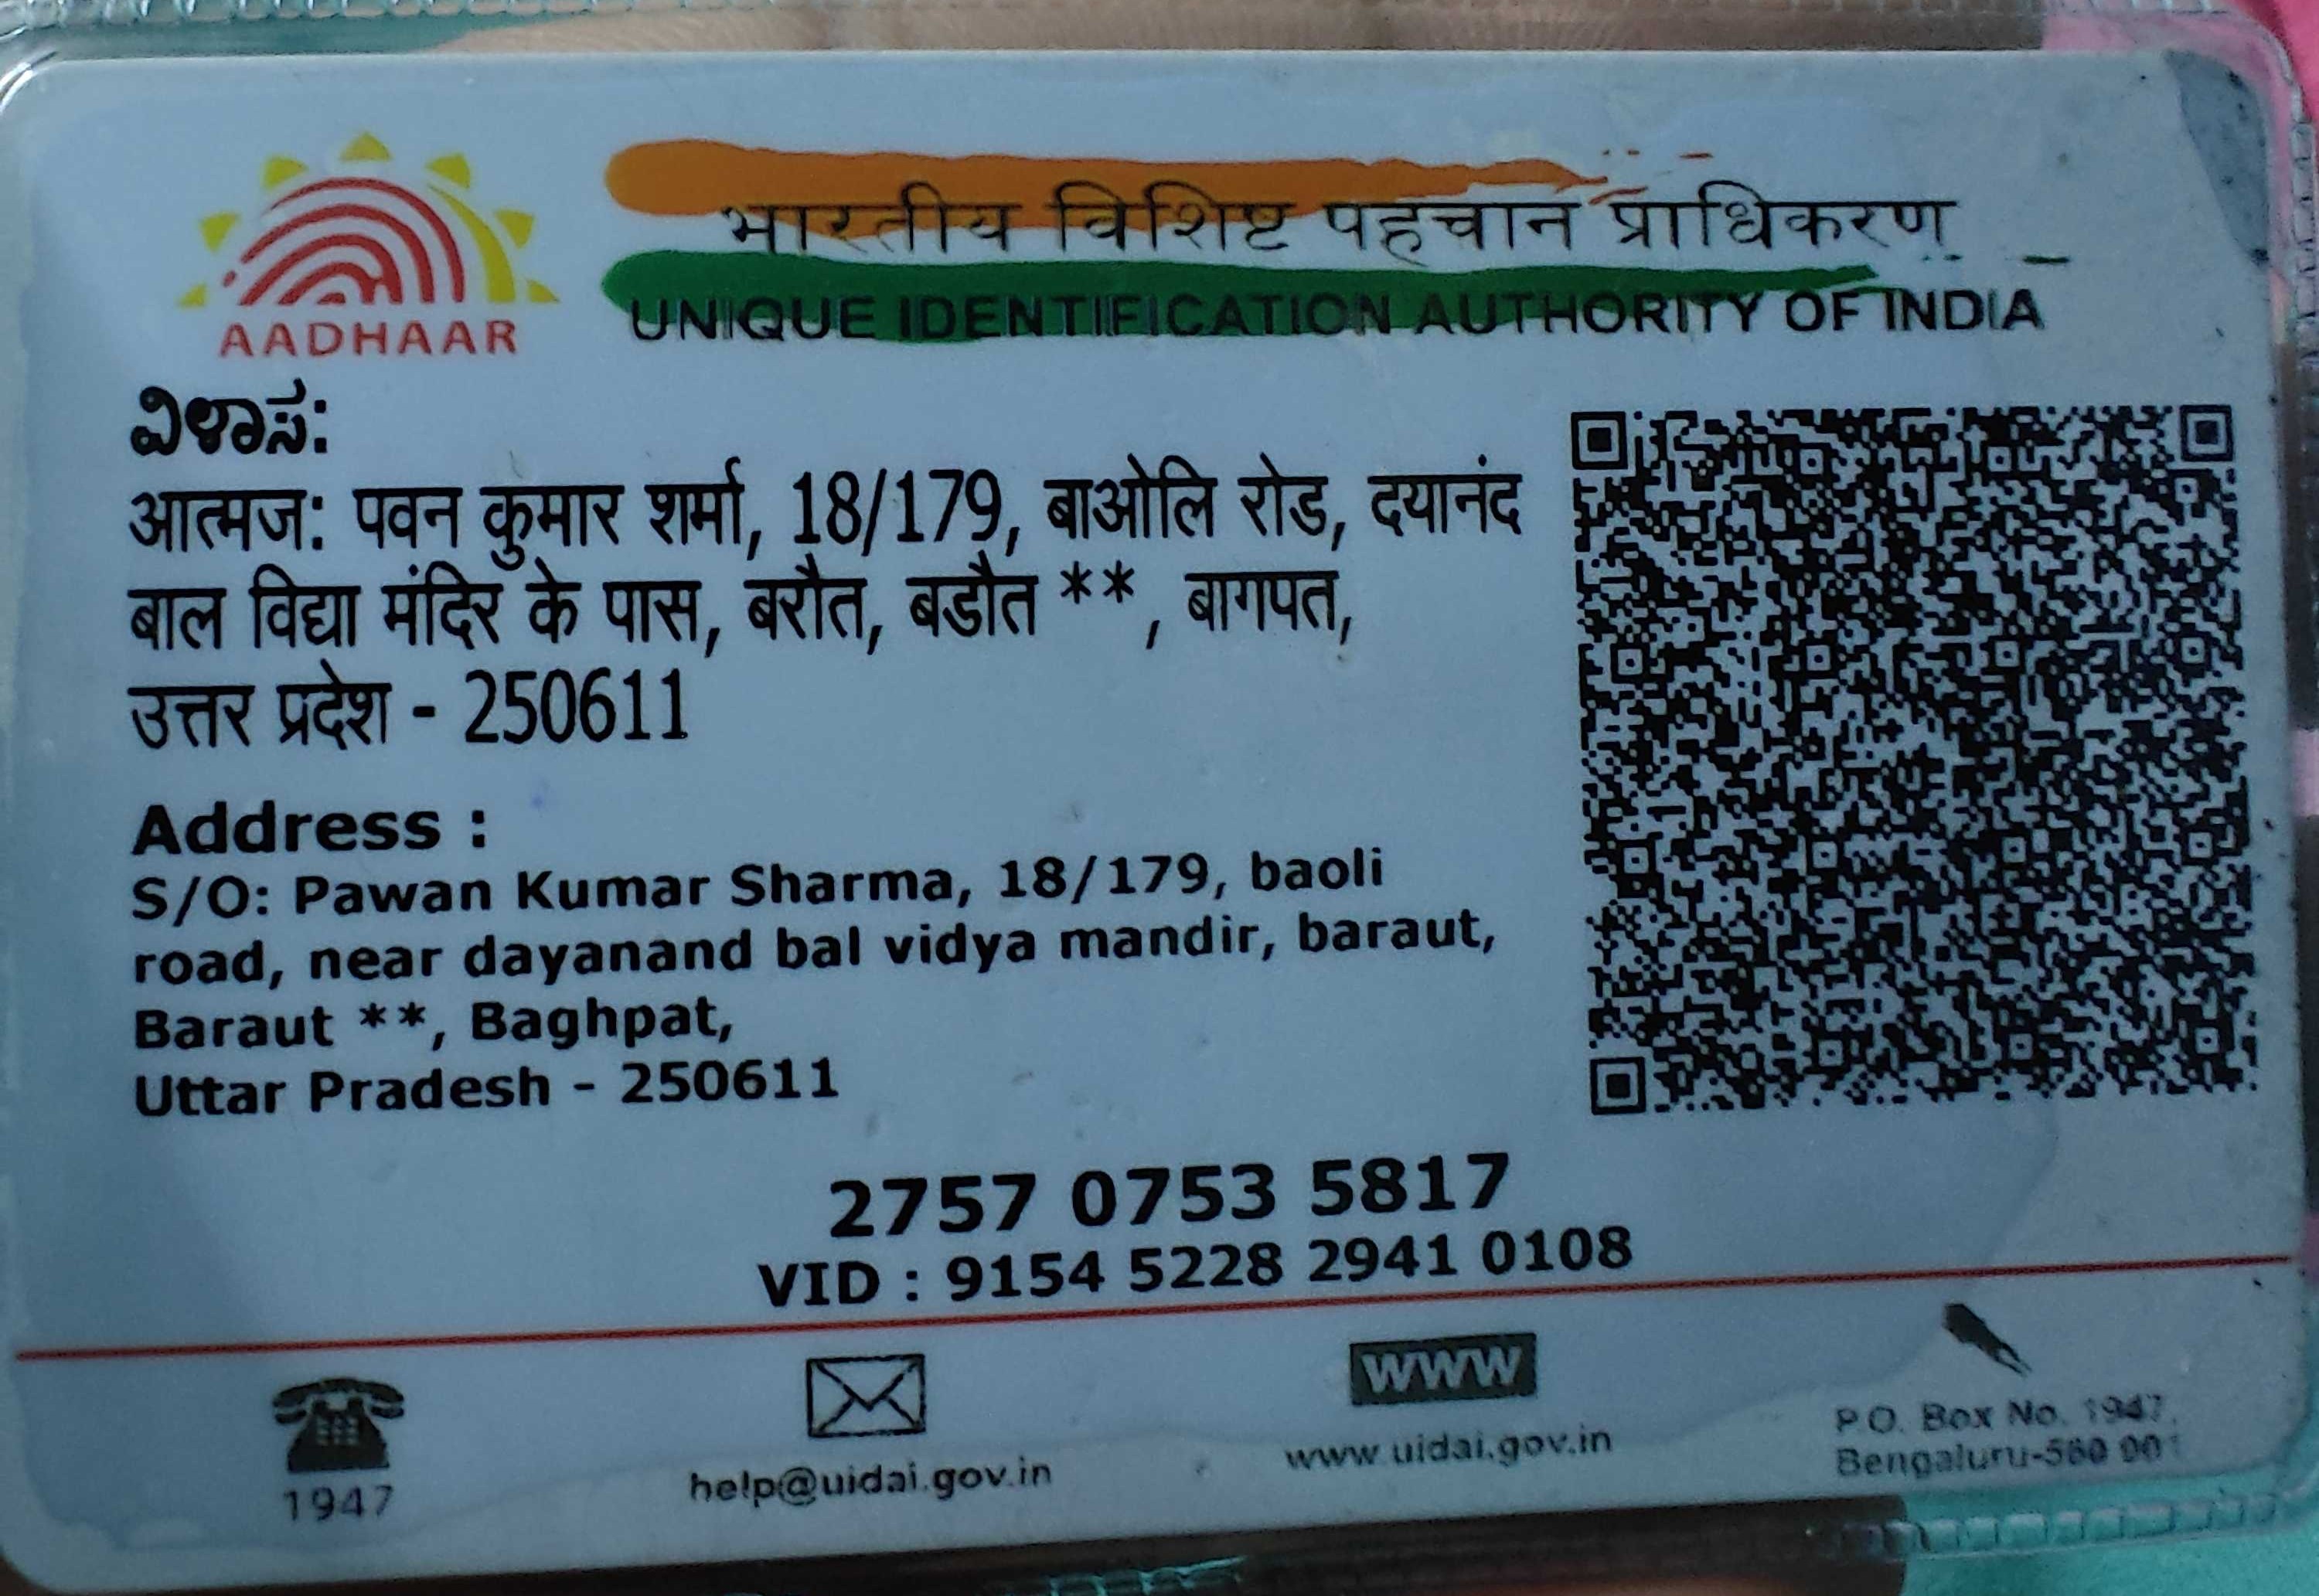 भारतीय विशिष्ट पहचान प्राधिकरण
UNIQUE IDENTIFICATION AUTHORITY OF INDIA
AADHAAR
ವಿಳಾಸ:
आत्मज: पवन कुमार शर्मा, 18/179, बाओलि रोड, दयानंद
बाल विद्या मंदिर के पास, बरौत, बडौत **, बागपत,
उत्तर प्रदेश - 250611
Address :
S/O: Pawan Kumar Sharma, 18/179, baoli
road, near dayanand bal vidya mandir, baraut,
Baraut **, Baghpat,
Uttar Pradesh - 250611
2757 0753 5817
VID : 9154 5228 2941 0108
1947
help@uidai.gov.in
www
www.uidai.gov.in
P.O. Box No. 1947,
Bengaluru-560 001